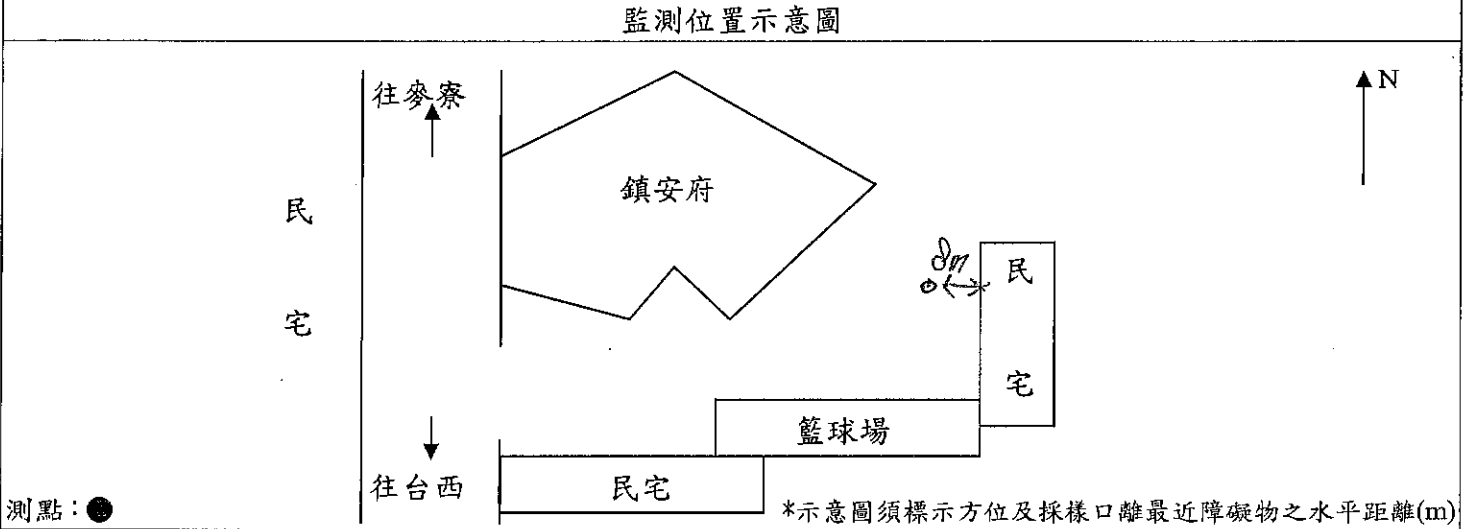 監測位置示意圖
往麥寮
N
鎮安府
民宅
8m
民宅
籃球場
往台西
民宅
測點：
*示意圖須標示方位及採樣口離最近障礙物之水平距離(m)